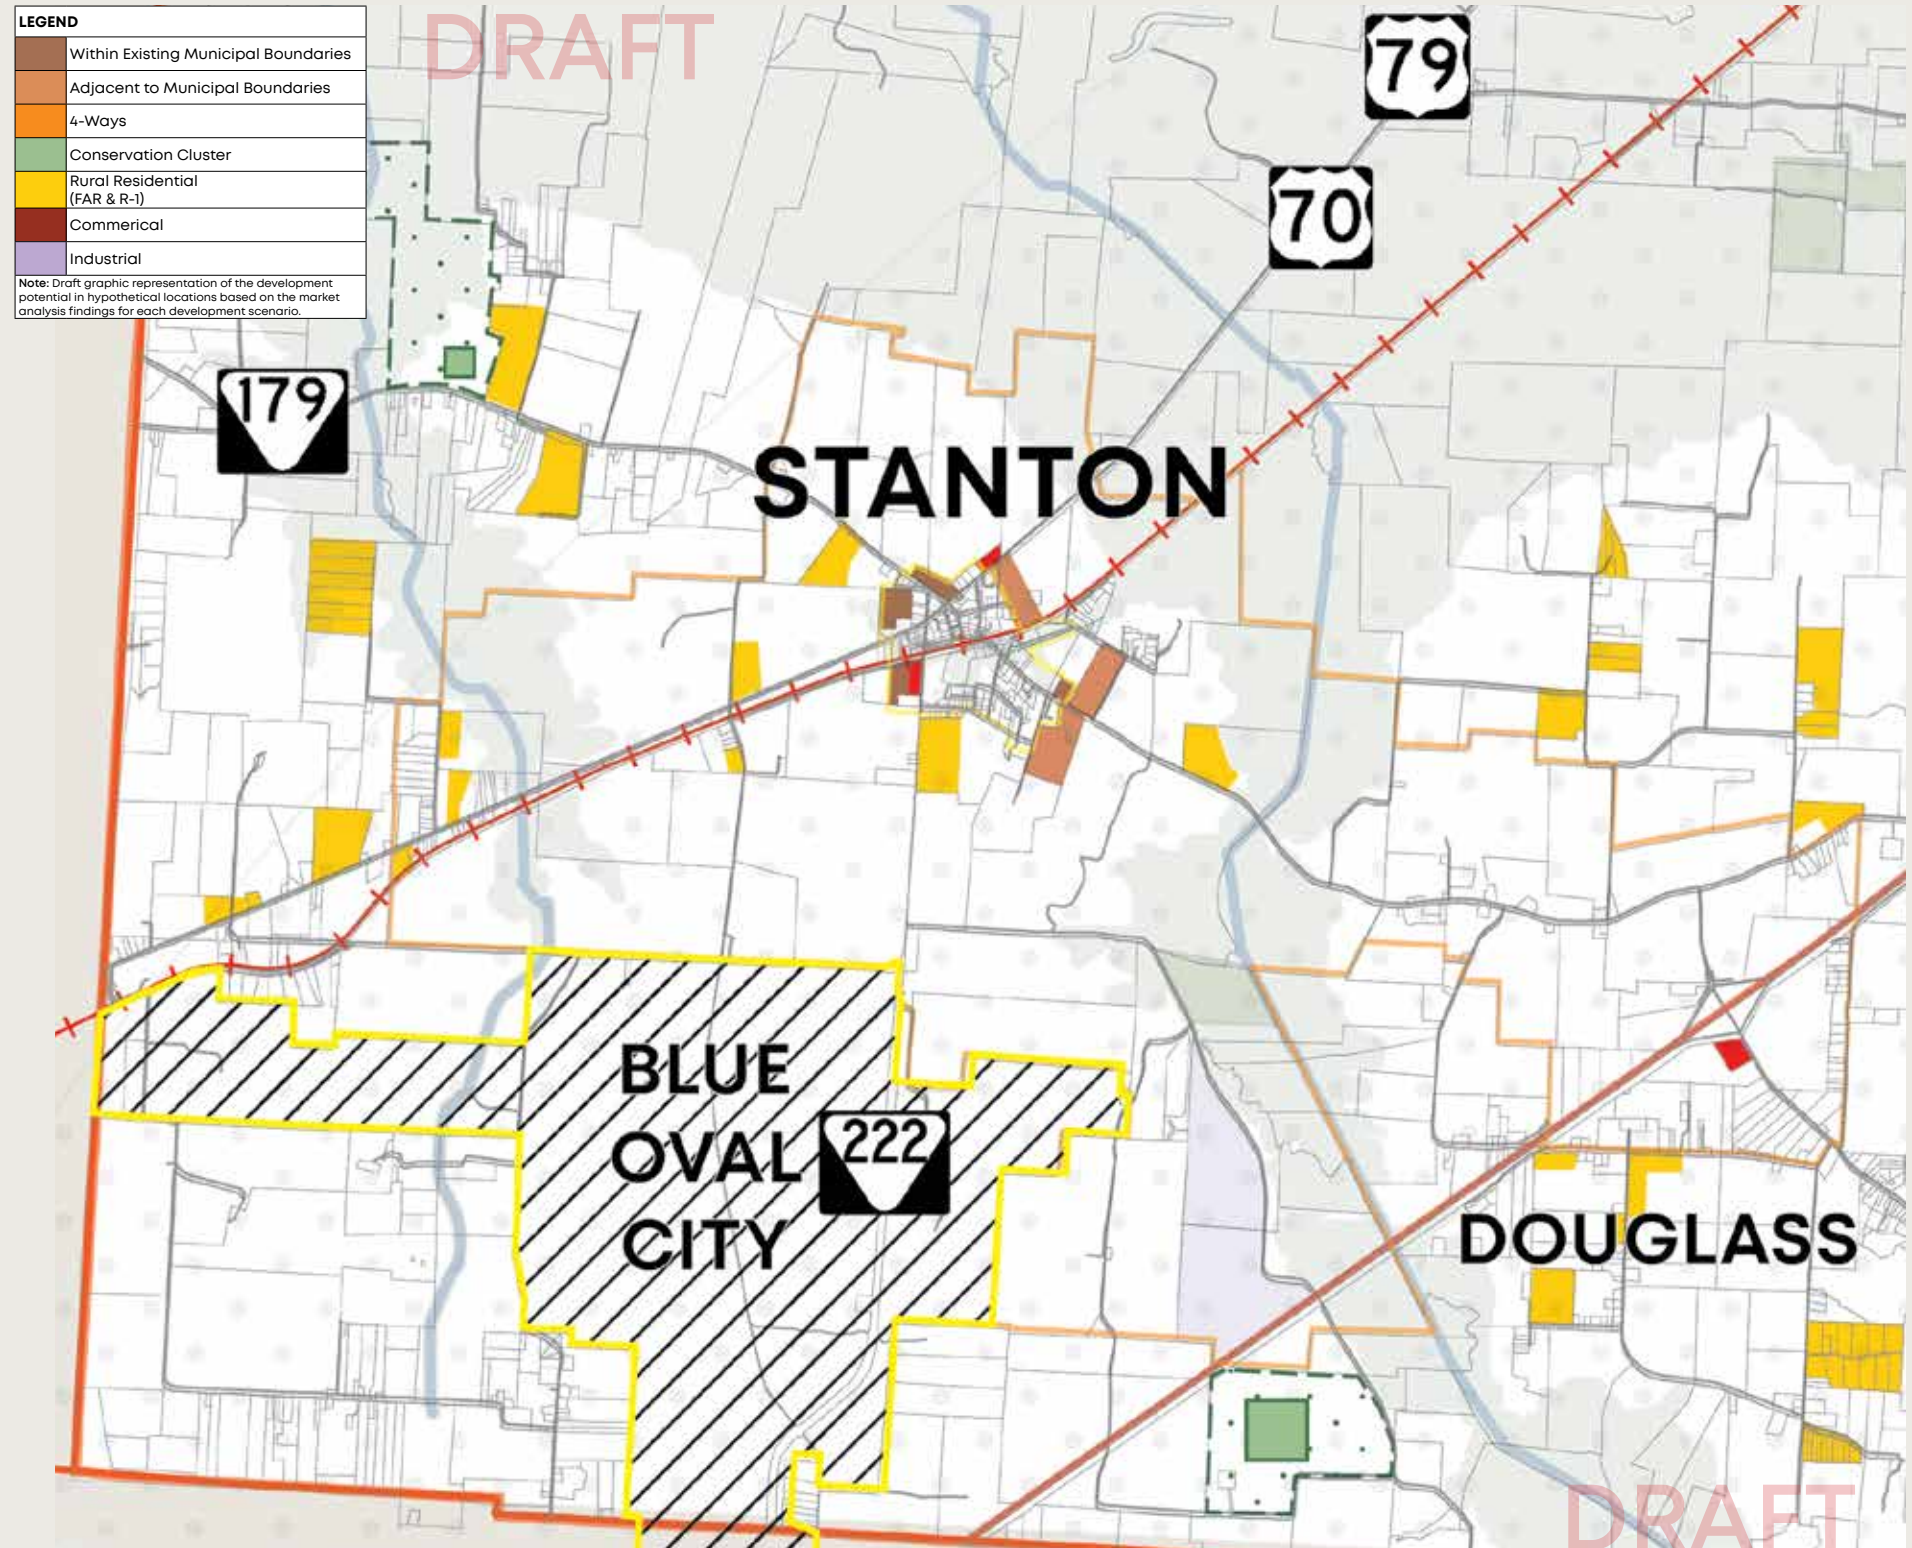 LEGEND
Within Existing Municipal Boundaries
Adjacent to Municipal Boundaries
4-Ways
Conservation Cluster
Rural Residential
(FAR & R-1)
Commerical
Industrial
Note: Draft graphic representation of the development
potential in hypothetical locations based on the market
analysis findings for each development scenario.
DRAFT
79
70
179
STANTON
BLUE
OVAL
CITY
222
DOUGLASS
DRAFT